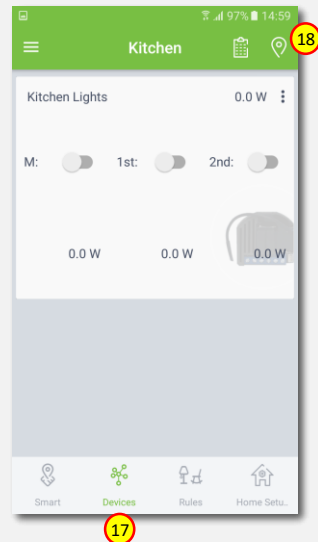 97% 14:59
Kitchen
18
Kitchen Lights 0.0 W
M: 1st: 2nd:
0.0 W 0.0 W 0.0 W
Smart Devices Rules Home Setu..
17